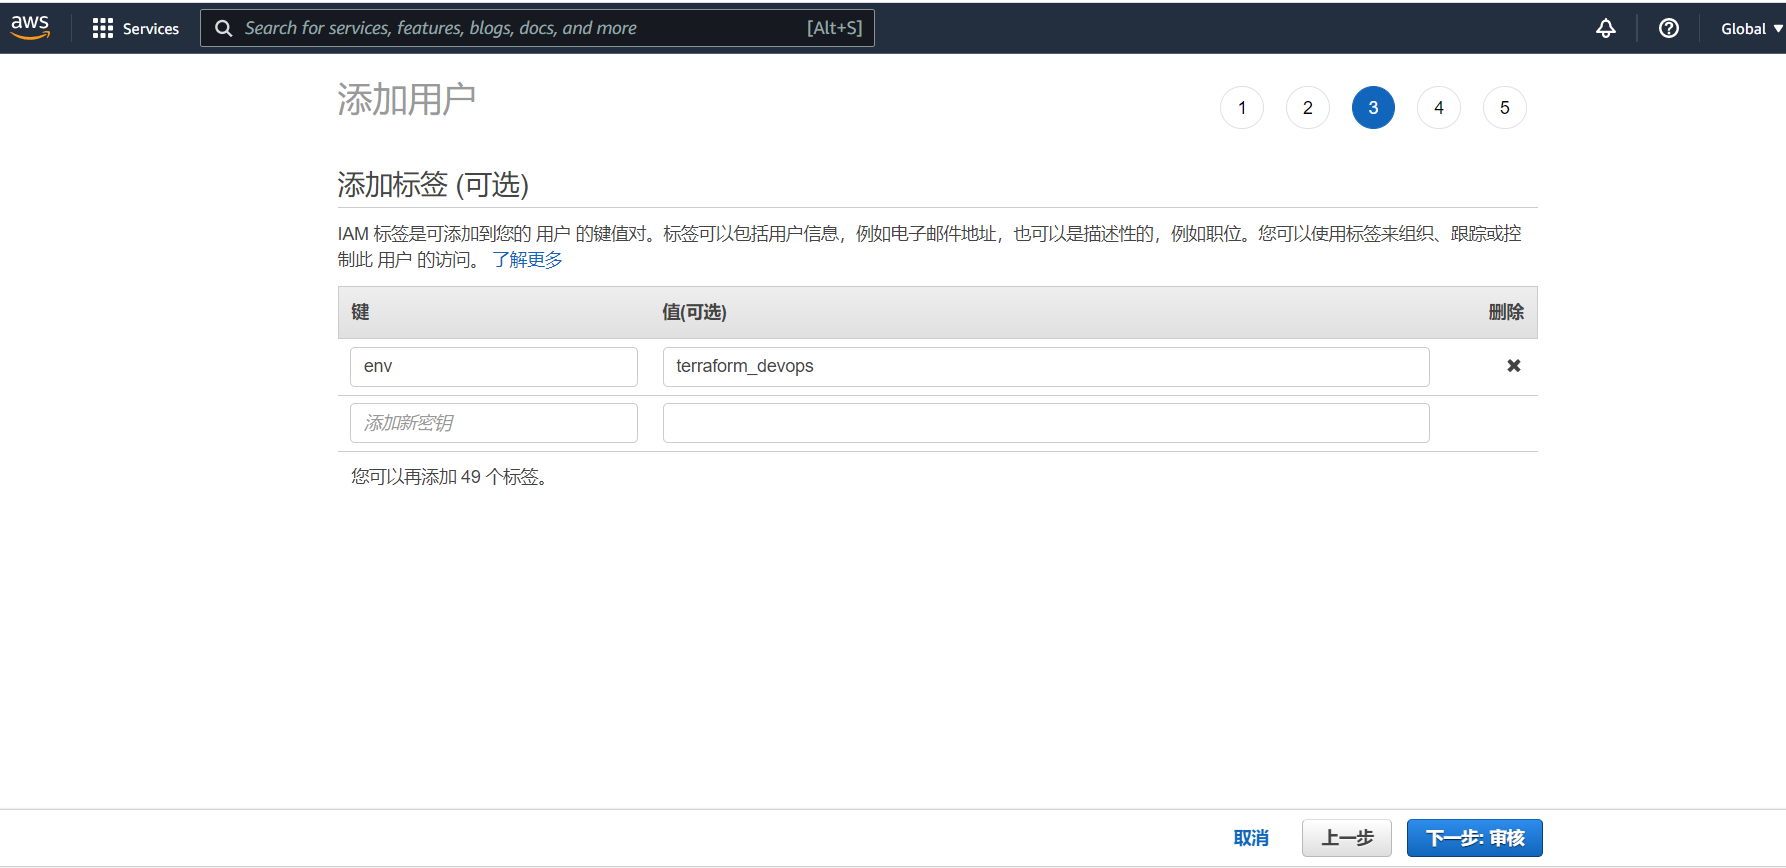 aws Services Search for services, features, blogs, docs, and more [Alt+S] Global
添加用户
1 2 3 4 5
添加标签 (可选)
IAM 标签是可添加到您的 用户 的键值对。标签可以包括用户信息，例如电子邮件地址，也可以是描述性的，例如职位。您可以使用标签来组织、跟踪或控
制此 用户 的访问。 了解更多
键 值(可选) 删除
env terraform_devops
添加新密钥
您可以再添加 49 个标签。
取消 上一步 下一步: 审核